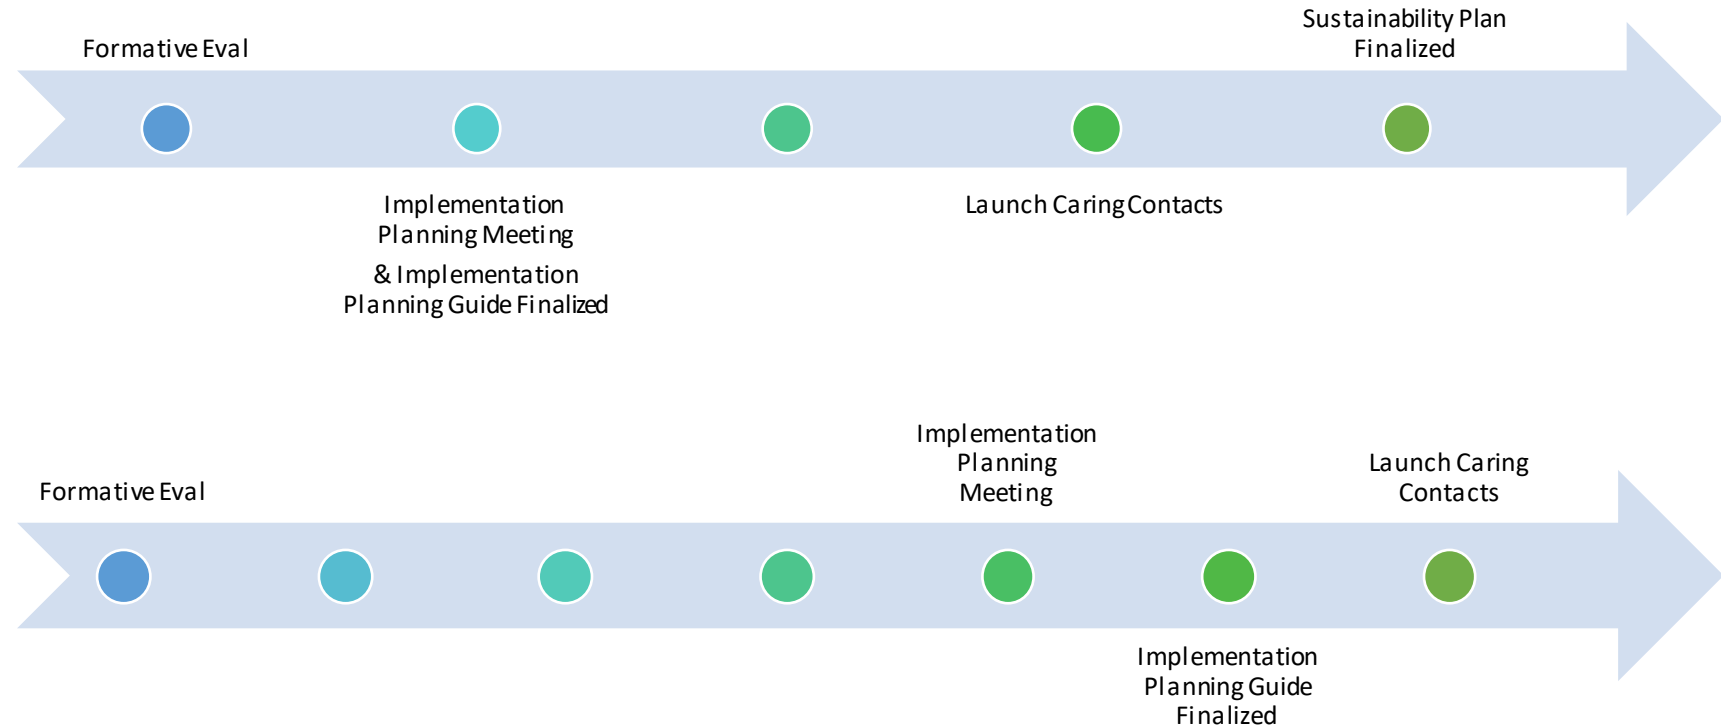 Formative Eval
Sustainability Plan
Finalized
Implementation
Planning Meeting
& Implementation
Planning Guide Finalized
Launch Caring Contacts
Formative Eval
Implementation
Planning
Meeting
Launch Caring
Contacts
Implementation
Planning Guide
Finalized